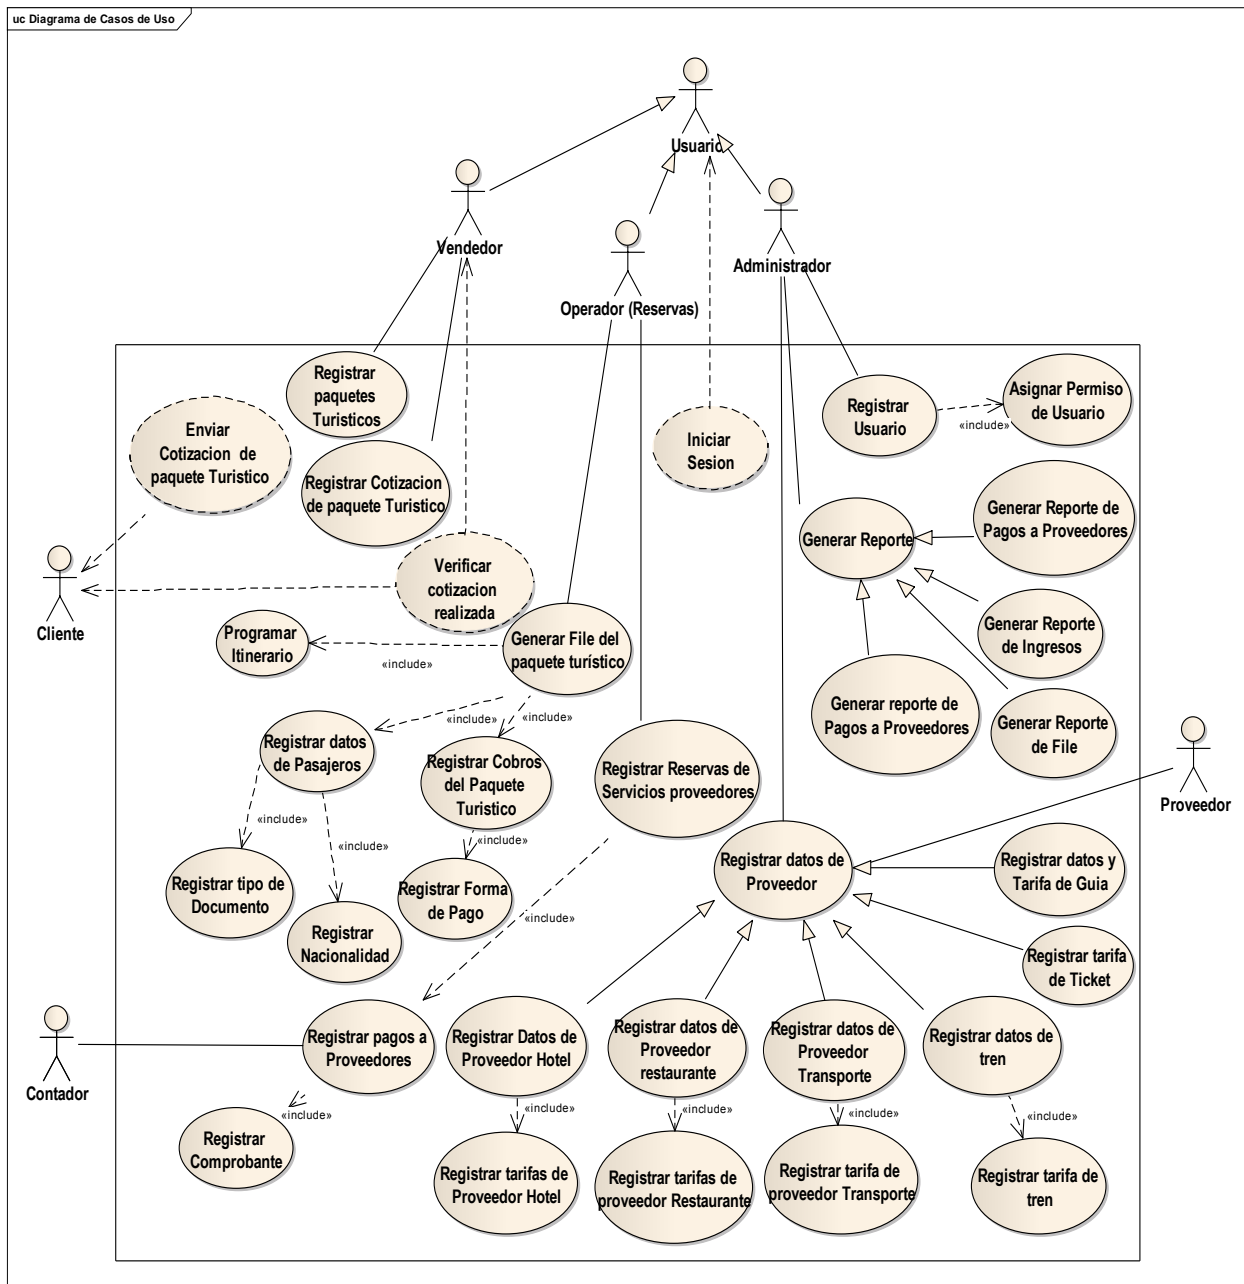 uc Diagrama de Casos de Uso
Usuario
Vendedor
Operador (Reservas)
Administrador
Registrar
paquetes
Turisticos
Enviar
Cotizacion de
paquete Turistico
Registrar Cotizacion
de paquete Turistico
Iniciar
Sesion
Registrar
Usuario
«include»
Asignar Permiso
de Usuario
Generar Reporte
Generar Reporte de
Pagos a Proveedores
Verificar
cotizacion
realizada
Cliente
Programar
Itinerario
«include»
Generar File del
paquete turístico
Generar Reporte
de Ingresos
Generar reporte de
Pagos a Proveedores
Generar Reporte
de File
«include»
«include»
Registrar datos
de Pasajeros
Registrar Cobros
del Paquete
Turistico
Registrar Reservas de
Servicios proveedores
Proveedor
«include»
«include»
«include»
Registrar tipo de
Documento
Registrar
Nacionalidad
Registrar Forma
de Pago
«include»
Registrar datos de
Proveedor
Registrar datos y
Tarifa de Guia
Registrar tarifa
de Ticket
Contador
Registrar pagos a
Proveedores
Registrar Datos de
Proveedor Hotel
Registrar datos de
Proveedor
restaurante
Registrar datos de
Proveedor
Transporte
Registrar datos de
tren
«include»
«include»
«include»
«include»
«include»
Registrar
Comprobante
Registrar tarifas de
Proveedor Hotel
Registrar tarifas de
proveedor Restaurante
Registrar tarifa de
proveedor Transporte
Registrar tarifa de
tren